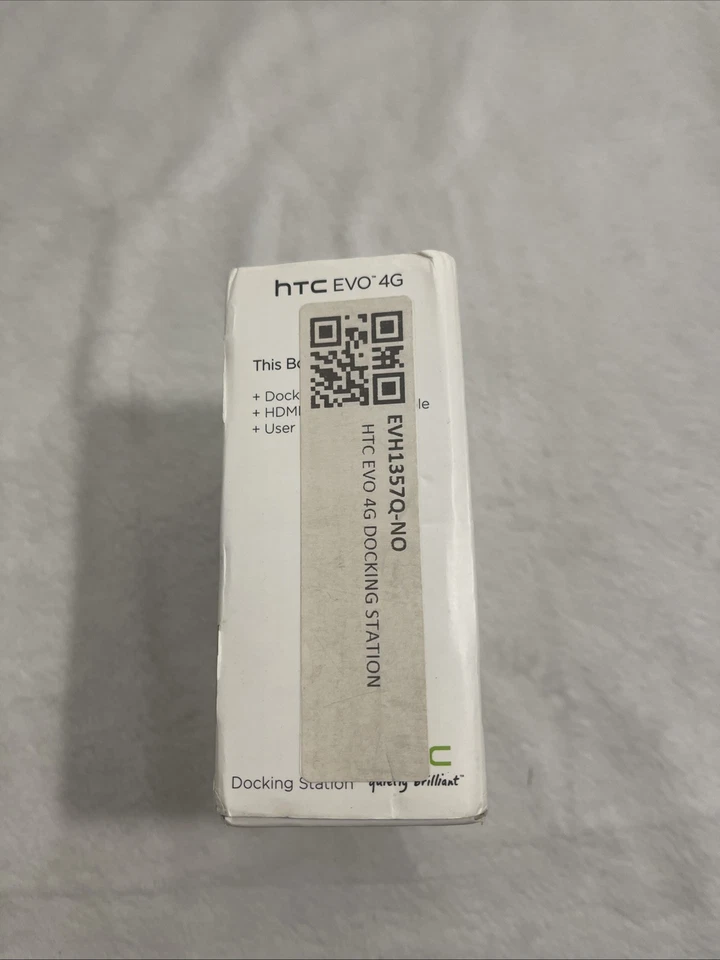 hTC EVO™ 4G
This Bo
+ Dock
+ HDMI le
+ User
EVH1357Q-NO
HTC EVO 4G DOCKING STATION
c
Docking Station quietly brilliant™